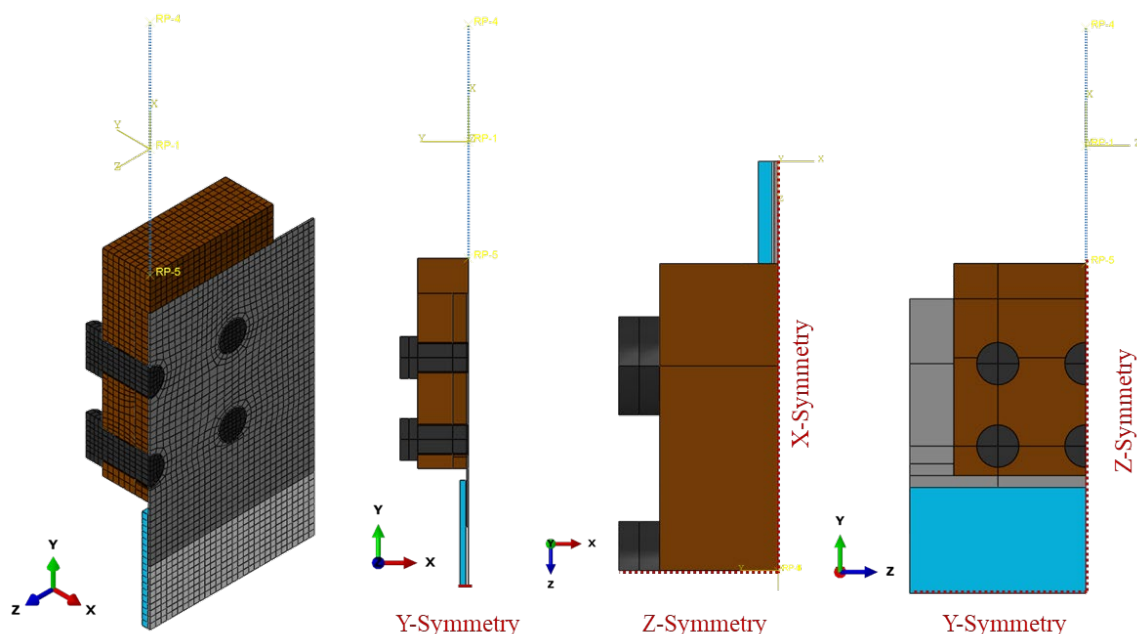 RP-4
X
Y
RP-1
Z
RP-5
Y
Z
X
RP-4
X
Y
RP-1
RP-5
Y
X
Y-Symmetry
X
X-Symmetry
Y
X
Z
Z-Symmetry
RP-4
X
RP-1
Z
RP-5
Z-Symmetry
Y
Z
Y-Symmetry